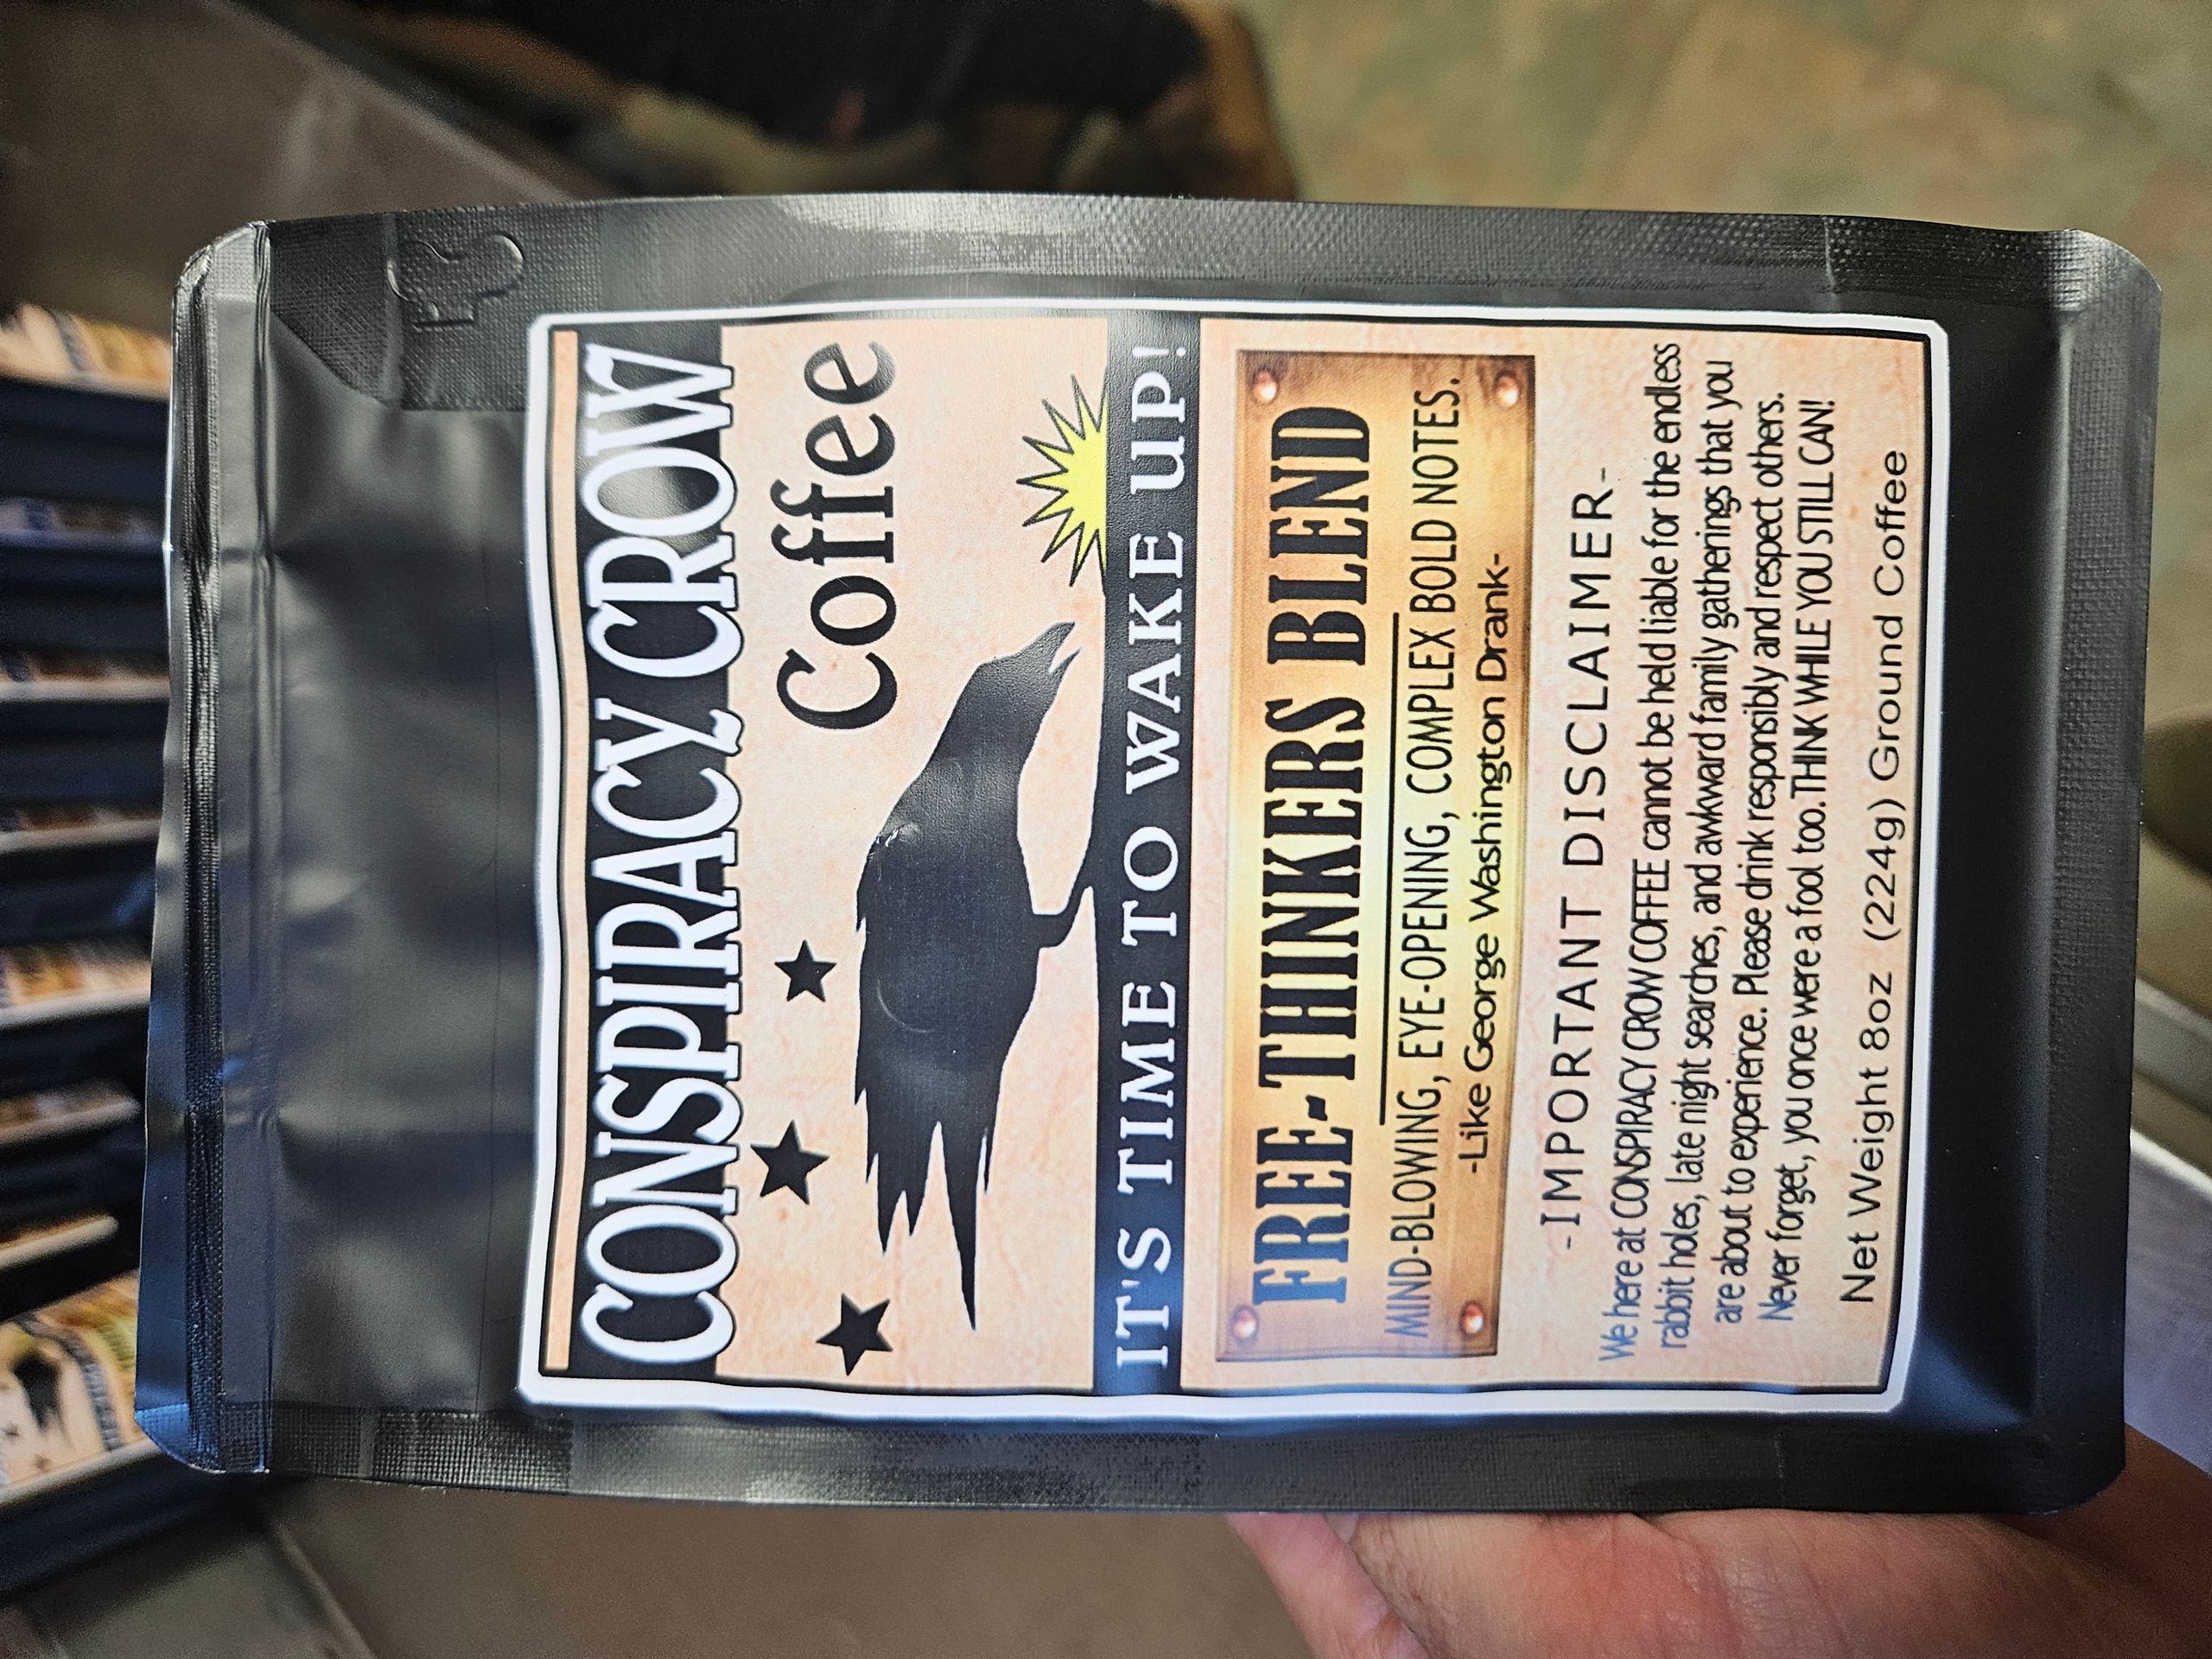 CONSPIRACY CROW
Coffee
IT'S TIME TO WAKE UP!
FREE-THINKERS BLEND
MIND-BLOWING, EYE-OPENING, COMPLEX BOLD NOTES.
-Like George Washington Drank-
-IMPORTANT DISCLAIMER-
We here at CONSPIRACY CROW COFFEE cannot be held liable for the endless
rabbit holes, late night searches, and awkward family gatherings that you
are about to experience. Please drink responsibly and respect others.
Never forget, you once were a fool too. THINK WHILE YOU STILL CAN!
Net Weight 8oz (224g) Ground Coffee